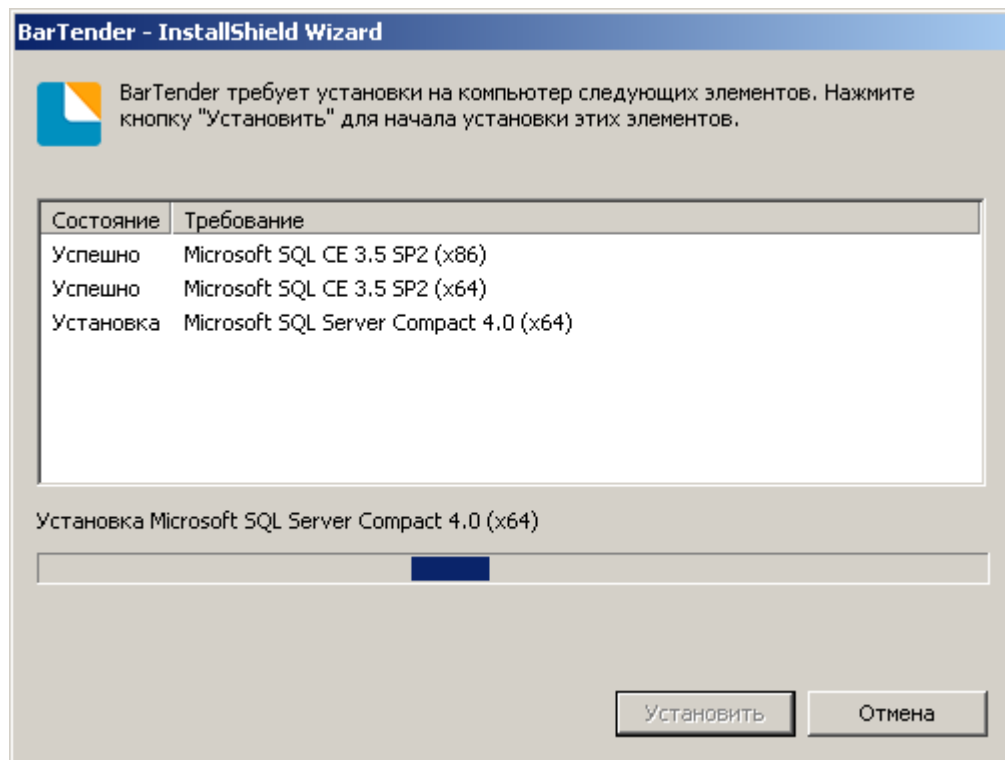 BarTender - InstallShield Wizard
BarTender требует установки на компьютер следующих элементов. Нажмите
кнопку "Установить" для начала установки этих элементов.
Состояние Требование
Успешно Microsoft SQL CE 3.5 SP2 (x86)
Успешно Microsoft SQL CE 3.5 SP2 (x64)
Установка Microsoft SQL Server Compact 4.0 (x64)
Установка Microsoft SQL Server Compact 4.0 (x64)
Установить Отмена